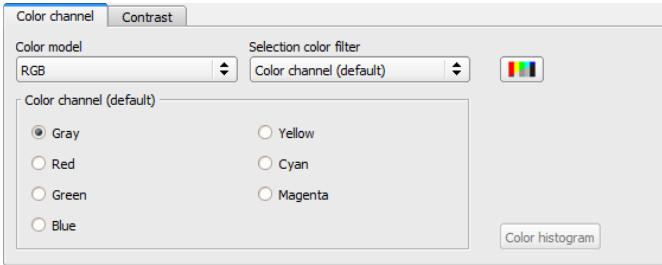 Color channel
Contrast
Color model
Selection color filter
RGB
Color channel (default)
Color channel (default)
Gray
Yellow
Red
Cyan
Green
Magenta
Blue
Color histogram